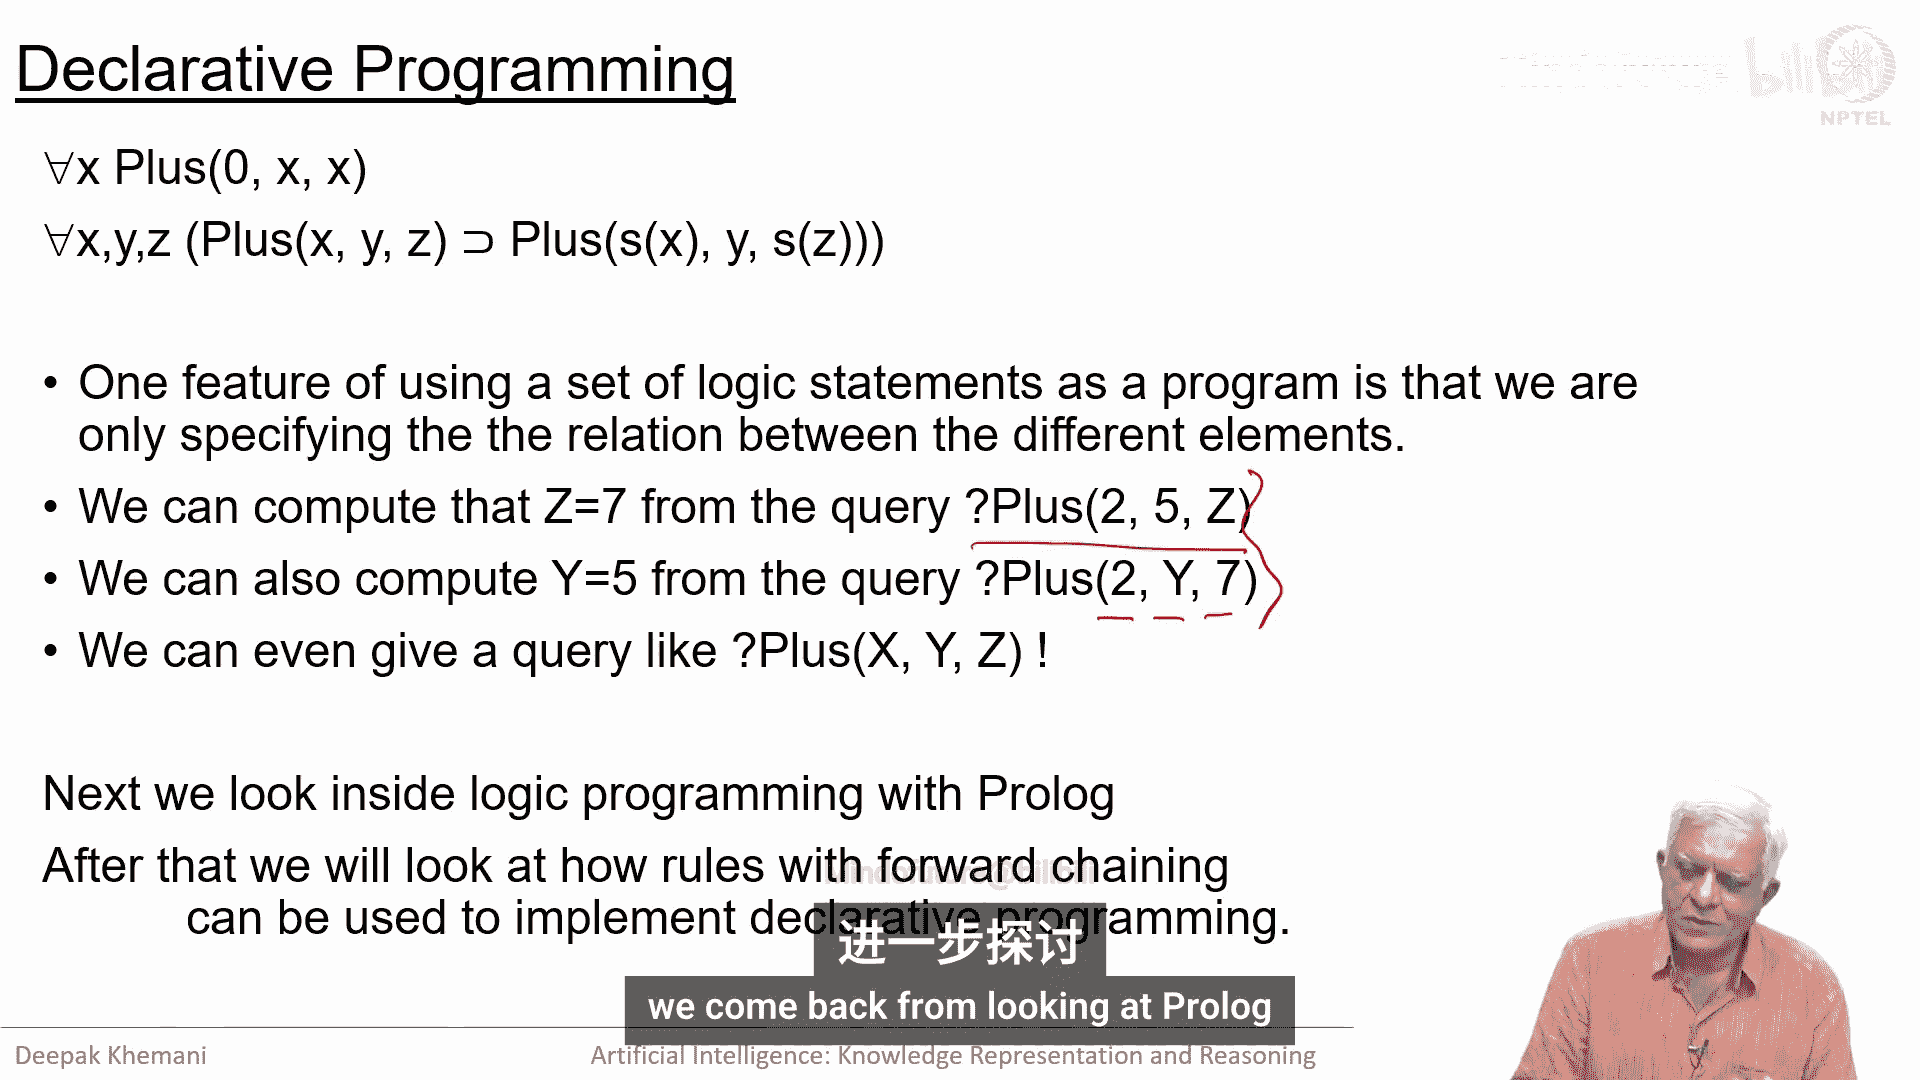 Declarative Programming
NPTEL
∀x Plus(0, x, x)
∀x,y,z (Plus(x, y, z) ⊃ Plus(s(x), y, s(z)))
• One feature of using a set of logic statements as a program is that we are
only specifying the the relation between the different elements.
• We can compute that Z=7 from the query ?Plus(2, 5, Z)
• We can also compute Y=5 from the query ?Plus(2, Y, 7)
• We can even give a query like ?Plus(X, Y, Z) !
Next we look inside logic programming with Prolog
After that we will look at how rules with forward chaining
can be used to implement declarative programming.
进一步探讨
we come back from looking at Prolog
Deepak Khemani
Artificial Intelligence: Knowledge Representation and Reasoning